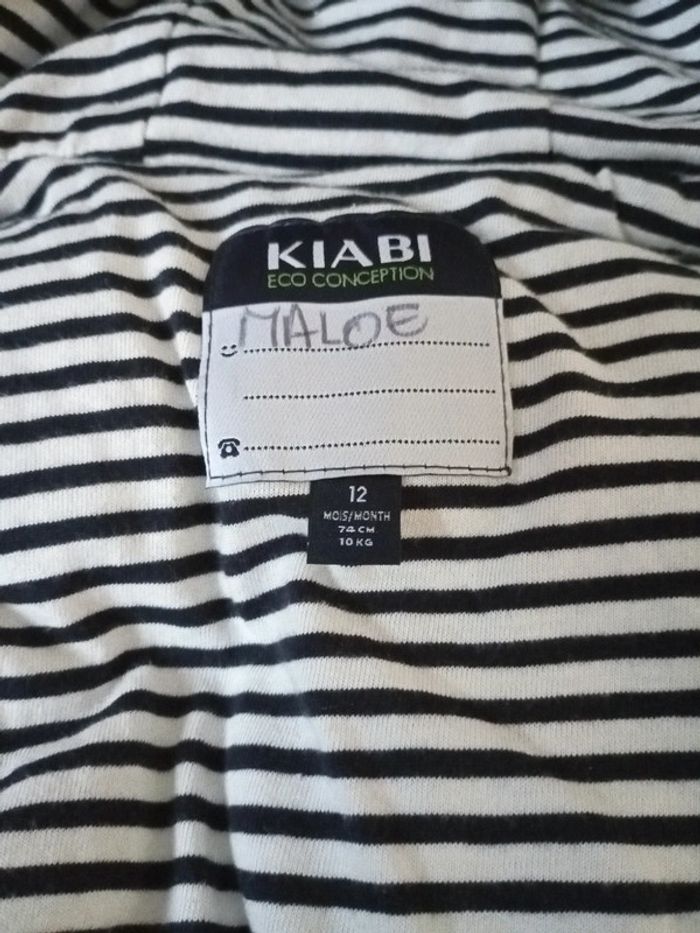 KIABI
ECO CONCEPTION
MALOE
12
MOIS/MONTH
74 CM
10 KG